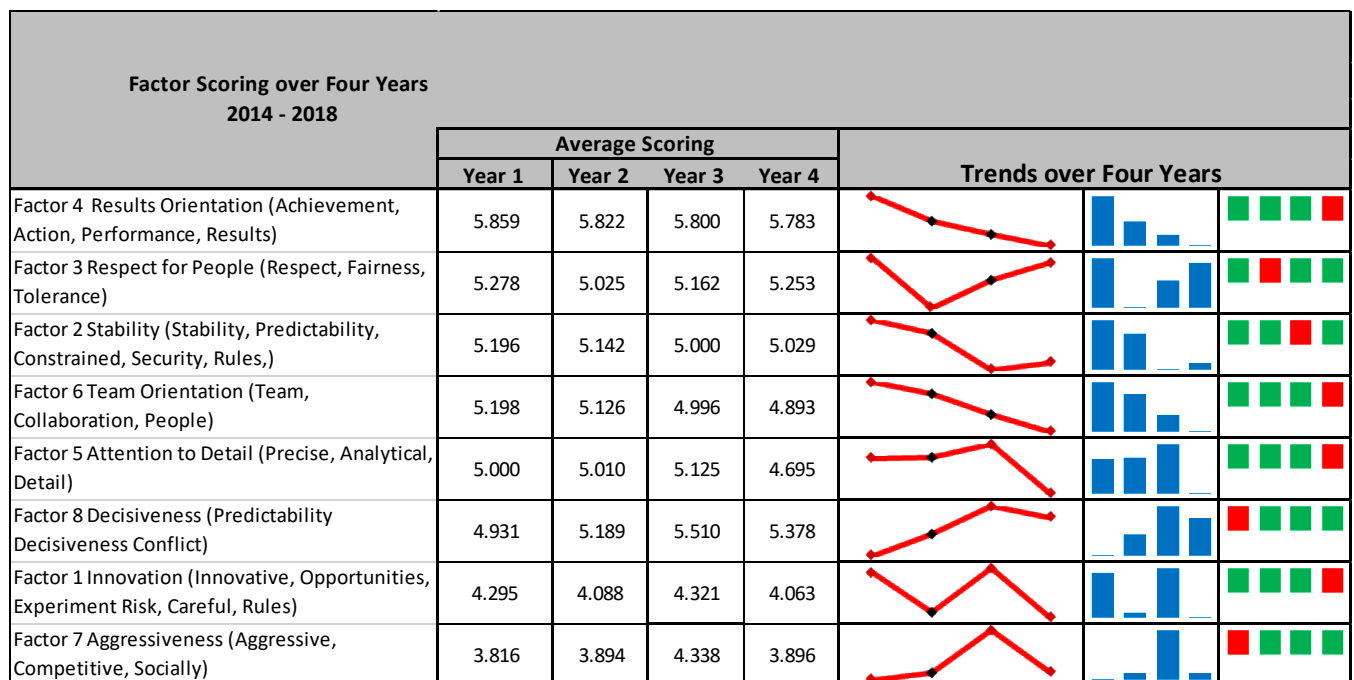 Factor Scoring over Four Years
2014 - 2018
Average Scoring
Trends over Four Years
Year 1 Year 2 Year 3 Year 4
Factor 4 Results Orientation (Achievement,
Action, Performance, Results)
5.859 5.822 5.800 5.783
Factor 3 Respect for People (Respect, Fairness,
Tolerance)
5.278 5.025 5.162 5.253
Factor 2 Stability (Stability, Predictability,
Constrained, Security, Rules,)
5.196 5.142 5.000 5.029
Factor 6 Team Orientation (Team,
Collaboration, People)
5.198 5.126 4.996 4.893
Factor 5 Attention to Detail (Precise, Analytical,
Detail)
5.000 5.010 5.125 4.695
Factor 8 Decisiveness (Predictability
Decisiveness Conflict)
4.931 5.189 5.510 5.378
Factor 1 Innovation (Innovative, Opportunities,
Experiment Risk, Careful, Rules)
4.295 4.088 4.321 4.063
Factor 7 Aggressiveness (Aggressive,
Competitive, Socially)
3.816 3.894 4.338 3.896